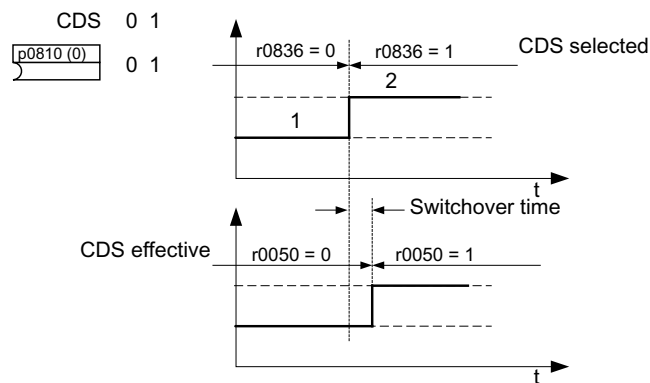 CDS 0 1
p0810 (0) 0 1
r0836 = 0 r0836 = 1 CDS selected
2
1
t
Switchover time
CDS effective r0050 = 0 r0050 = 1
t